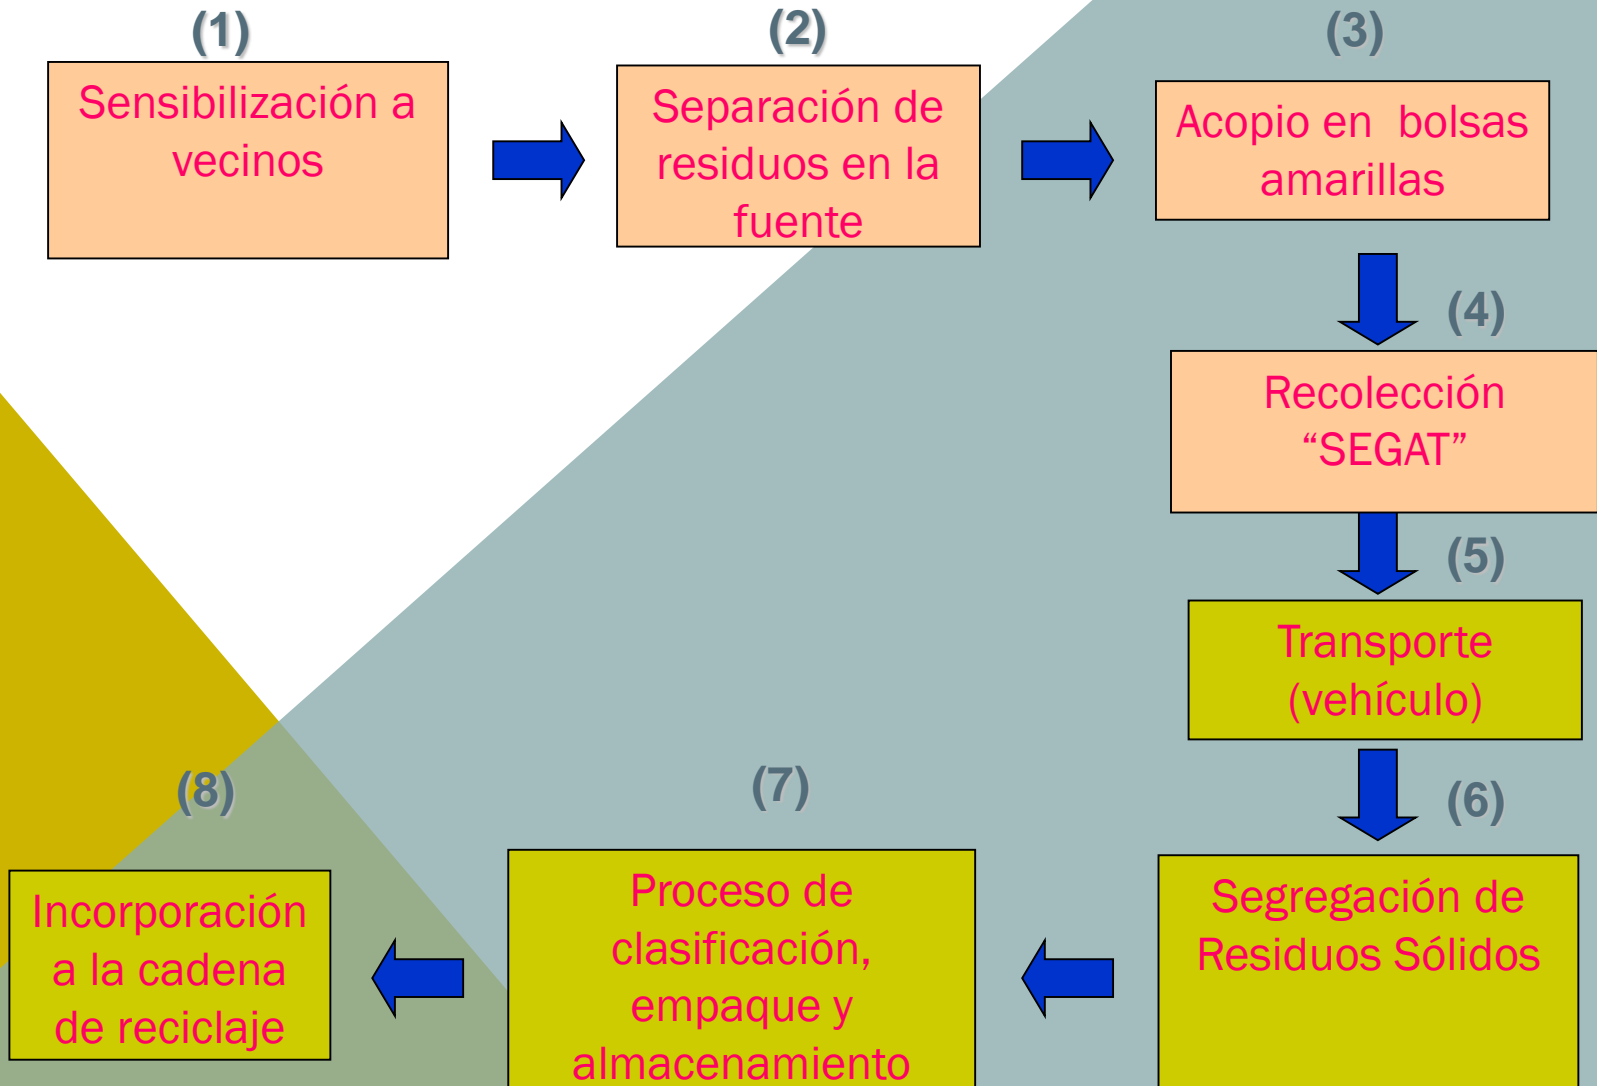 (1)
Sensibilización a
vecinos
(2)
Separación de
residuos en la
fuente
(3)
Acopio en bolsas
amarillas
(4)
Recolección
“SEGAT”
(5)
Transporte
(vehículo)
(6)
Segregación de
Residuos Sólidos
(7)
Proceso de
clasificación,
empaque y
almacenamiento
(8)
Incorporación
a la cadena
de reciclaje